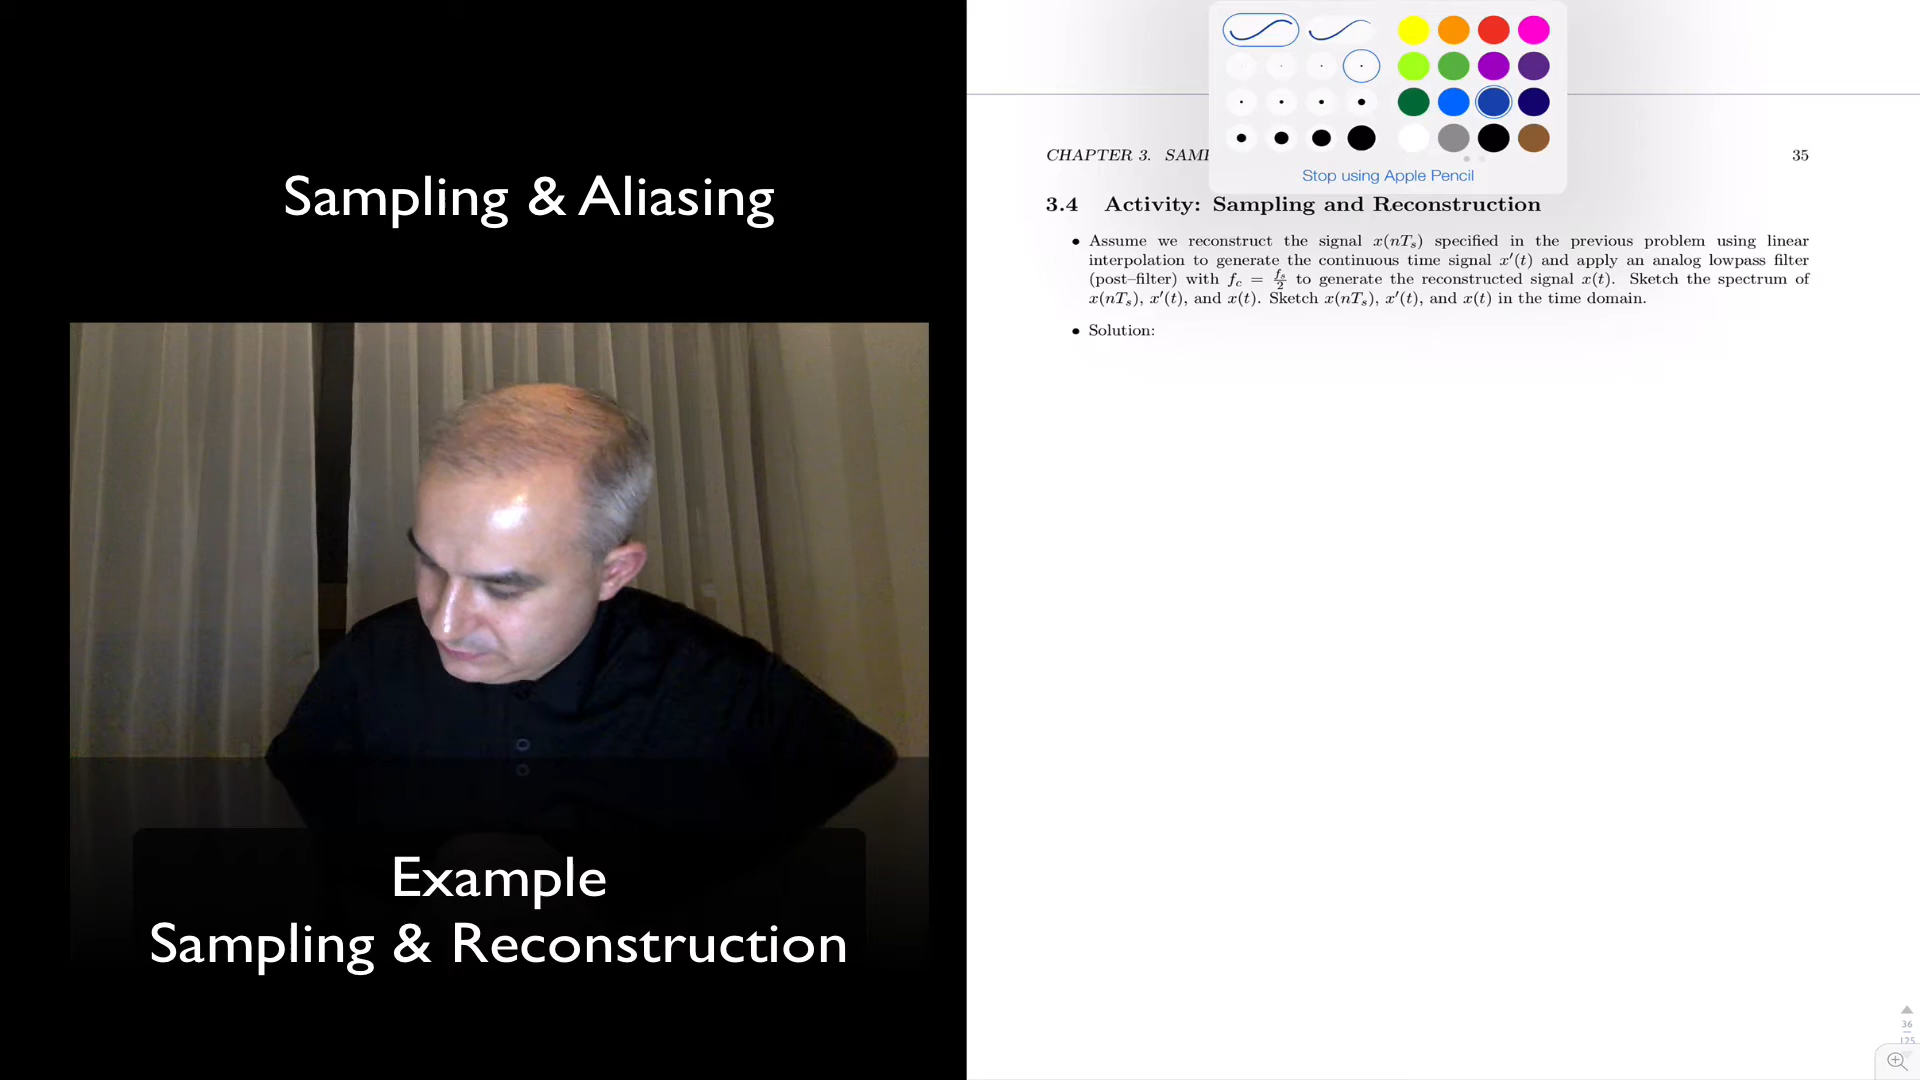 Sampling & Aliasing
Example
Sampling & Reconstruction
Stop using Apple Pencil
CHAPTER 3. SAM
35
3.4 Activity: Sampling and Reconstruction
• Assume we reconstruct the signal x(nTₛ) specified in the previous problem using linear
interpolation to generate the continuous time signal x′(t) and apply an analog lowpass filter
(post–filter) with f_c = fₛ/2 to generate the reconstructed signal x(t). Sketch the spectrum of
x(nTₛ), x′(t), and x(t). Sketch x(nTₛ), x′(t), and x(t) in the time domain.
• Solution:
36
125